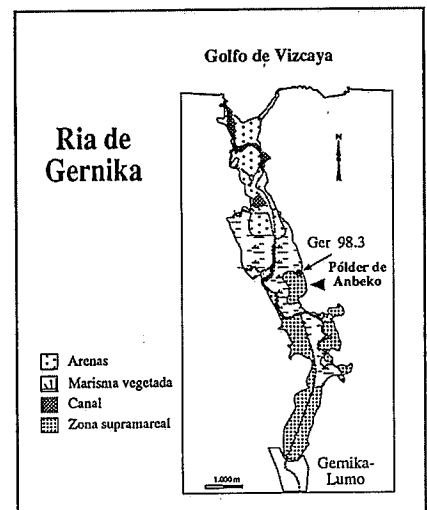 Golfo de Vizcaya
Ria de
Gernika
N
Ger 98.3
Pólder de
Anbeko
Arenas
Marisma vegetada
Canal
Zona supramareal
1.000 m
Gernika-
Lumo